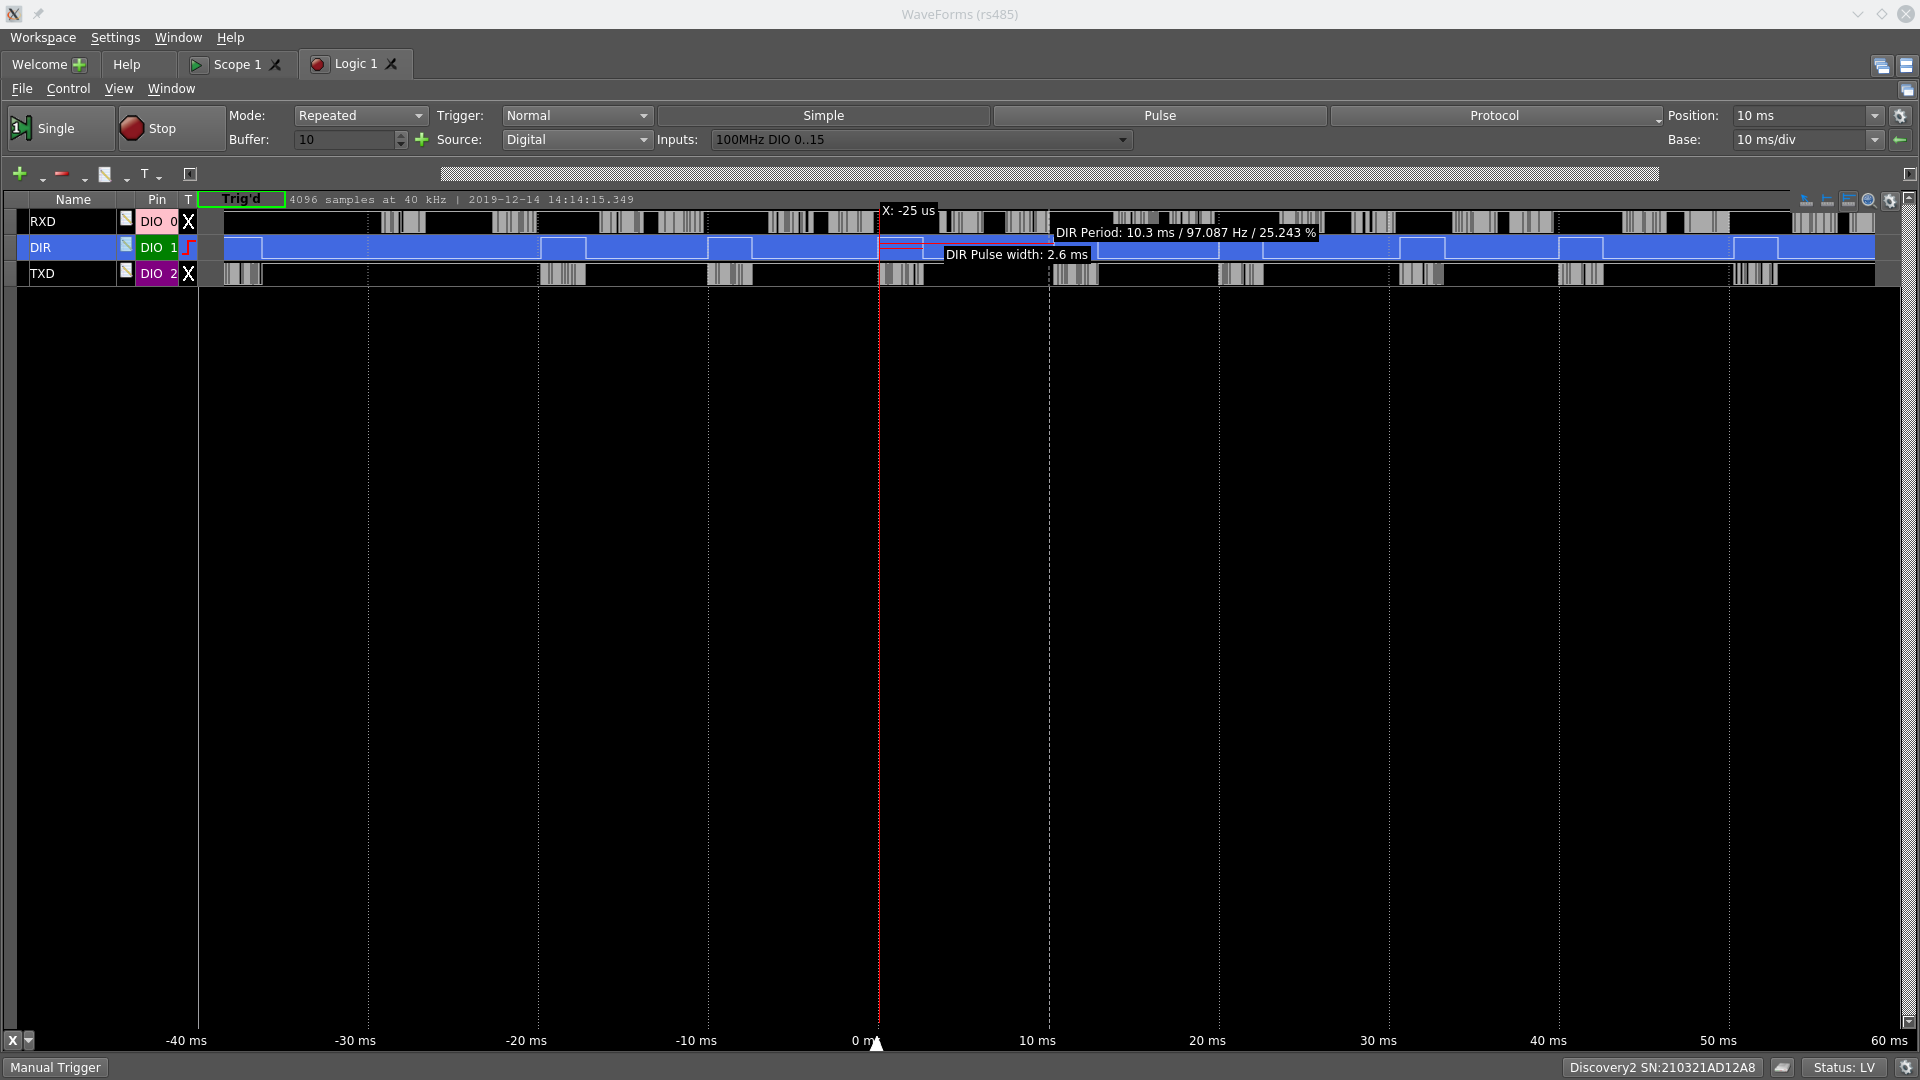 WaveForms (rs485)
Workspace Settings Window Help
Welcome Help Scope 1 Logic 1
File Control View Window
Single Stop Mode: Repeated Trigger: Normal Simple Pulse Protocol Position: 10 ms
Buffer: 10 Source: Digital Inputs: 100MHz DIO 0..15 Base: 10 ms/div
T
Name Pin T Trig'd 4096 samples at 40 kHz | 2019-12-14 14:14:15.349
X: -25 us
RXD DIO 0 X
DIR Period: 10.3 ms / 97.087 Hz / 25.243 %
DIR DIO 1
DIR Pulse width: 2.6 ms
TXD DIO 2 X
X -40 ms -30 ms -20 ms -10 ms 0 m 10 ms 20 ms 30 ms 40 ms 50 ms 60 ms
Manual Trigger Discovery2 SN:210321AD12A8 Status: LV